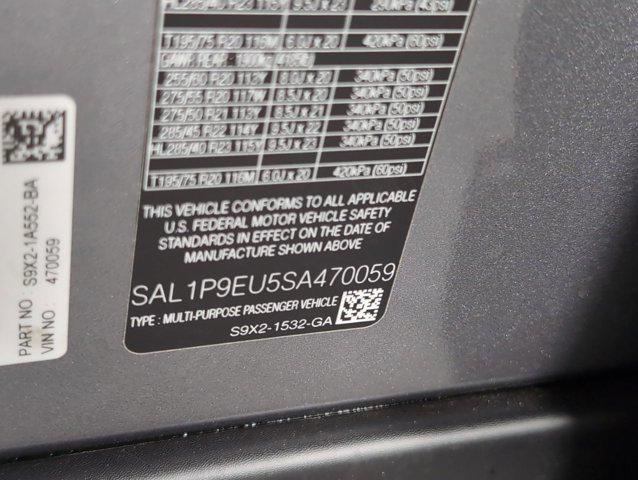 T195/75 R20 116M 6.0J x 20 420kPa (60psi)
GAWR REAR
255/60 R20 112Y 8.0J x 20 340kPa (50psi)
275/55 R20 117W 8.5J x 20 340kPa (50psi)
275/50 R21 113Y 8.5J x 21 340kPa (50psi)
285/45 R22 114Y 9.5J x 22 340kPa (50psi)
HL285/40 R23 115Y 9.5J x 23 340kPa (50psi)
T195/75 R20 116M 6.0J x 20 420kPa (60psi)
THIS VEHICLE CONFORMS TO ALL APPLICABLE
U.S. FEDERAL MOTOR VEHICLE SAFETY
STANDARDS IN EFFECT ON THE DATE OF
MANUFACTURE SHOWN ABOVE
SAL1P9EU5SA470059
TYPE : MULTI-PURPOSE PASSENGER VEHICLE
S9X2-1532-GA
PART NO : S9X2-1A552-BA
VIN NO : 470059